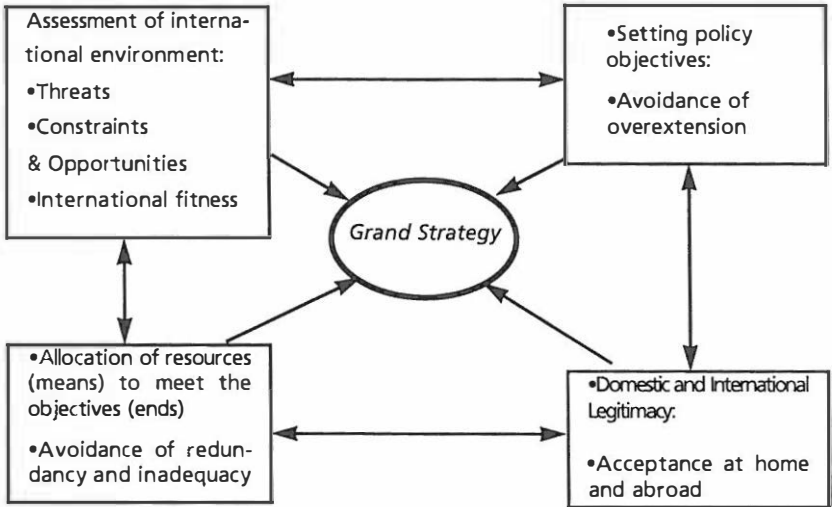 Assessment of interna-
tional environment:
•Threats
•Constraints
& Opportunities
•International fitness
•Setting policy
objectives:
•Avoidance of
overextension
Grand Strategy
•Allocation of resources
(means) to meet the
objectives (ends)
•Avoidance of redun-
dancy and inadequacy
•Domestic and International
Legitimacy:
•Acceptance at home
and abroad